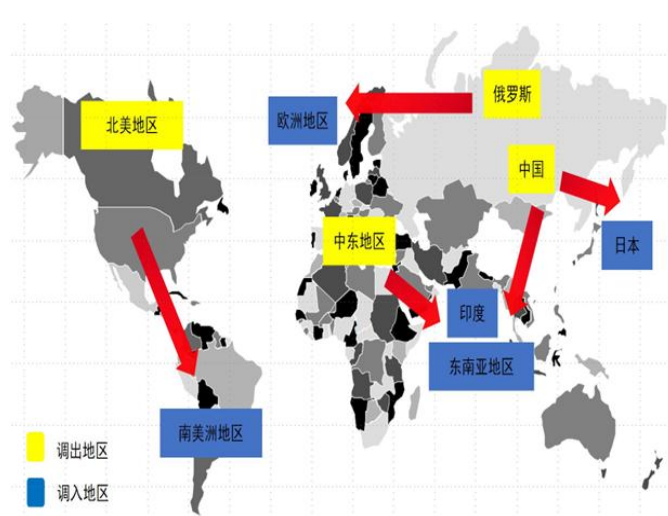 俄罗斯
北美地区
欧洲地区
中国
中东地区
日本
印度
东南亚地区
南美洲地区
调出地区
调入地区